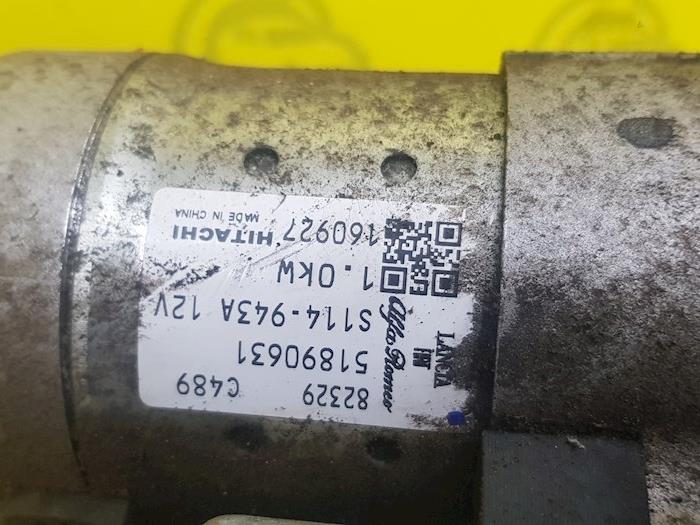 82329 C489
51890631
S114-943A 12V
1.0kW
160927 HITACHI
MADE IN CHINA
LANCIA
Alfa Romeo